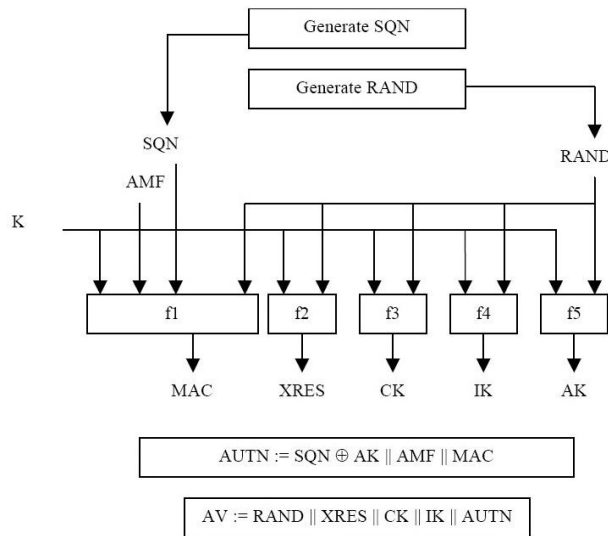 Generate SQN
Generate RAND
SQN
RAND
AMF
K
f1 f2 f3 f4 f5
MAC XRES CK IK AK
AUTN := SQN ⊕ AK || AMF || MAC
AV := RAND || XRES || CK || IK || AUTN